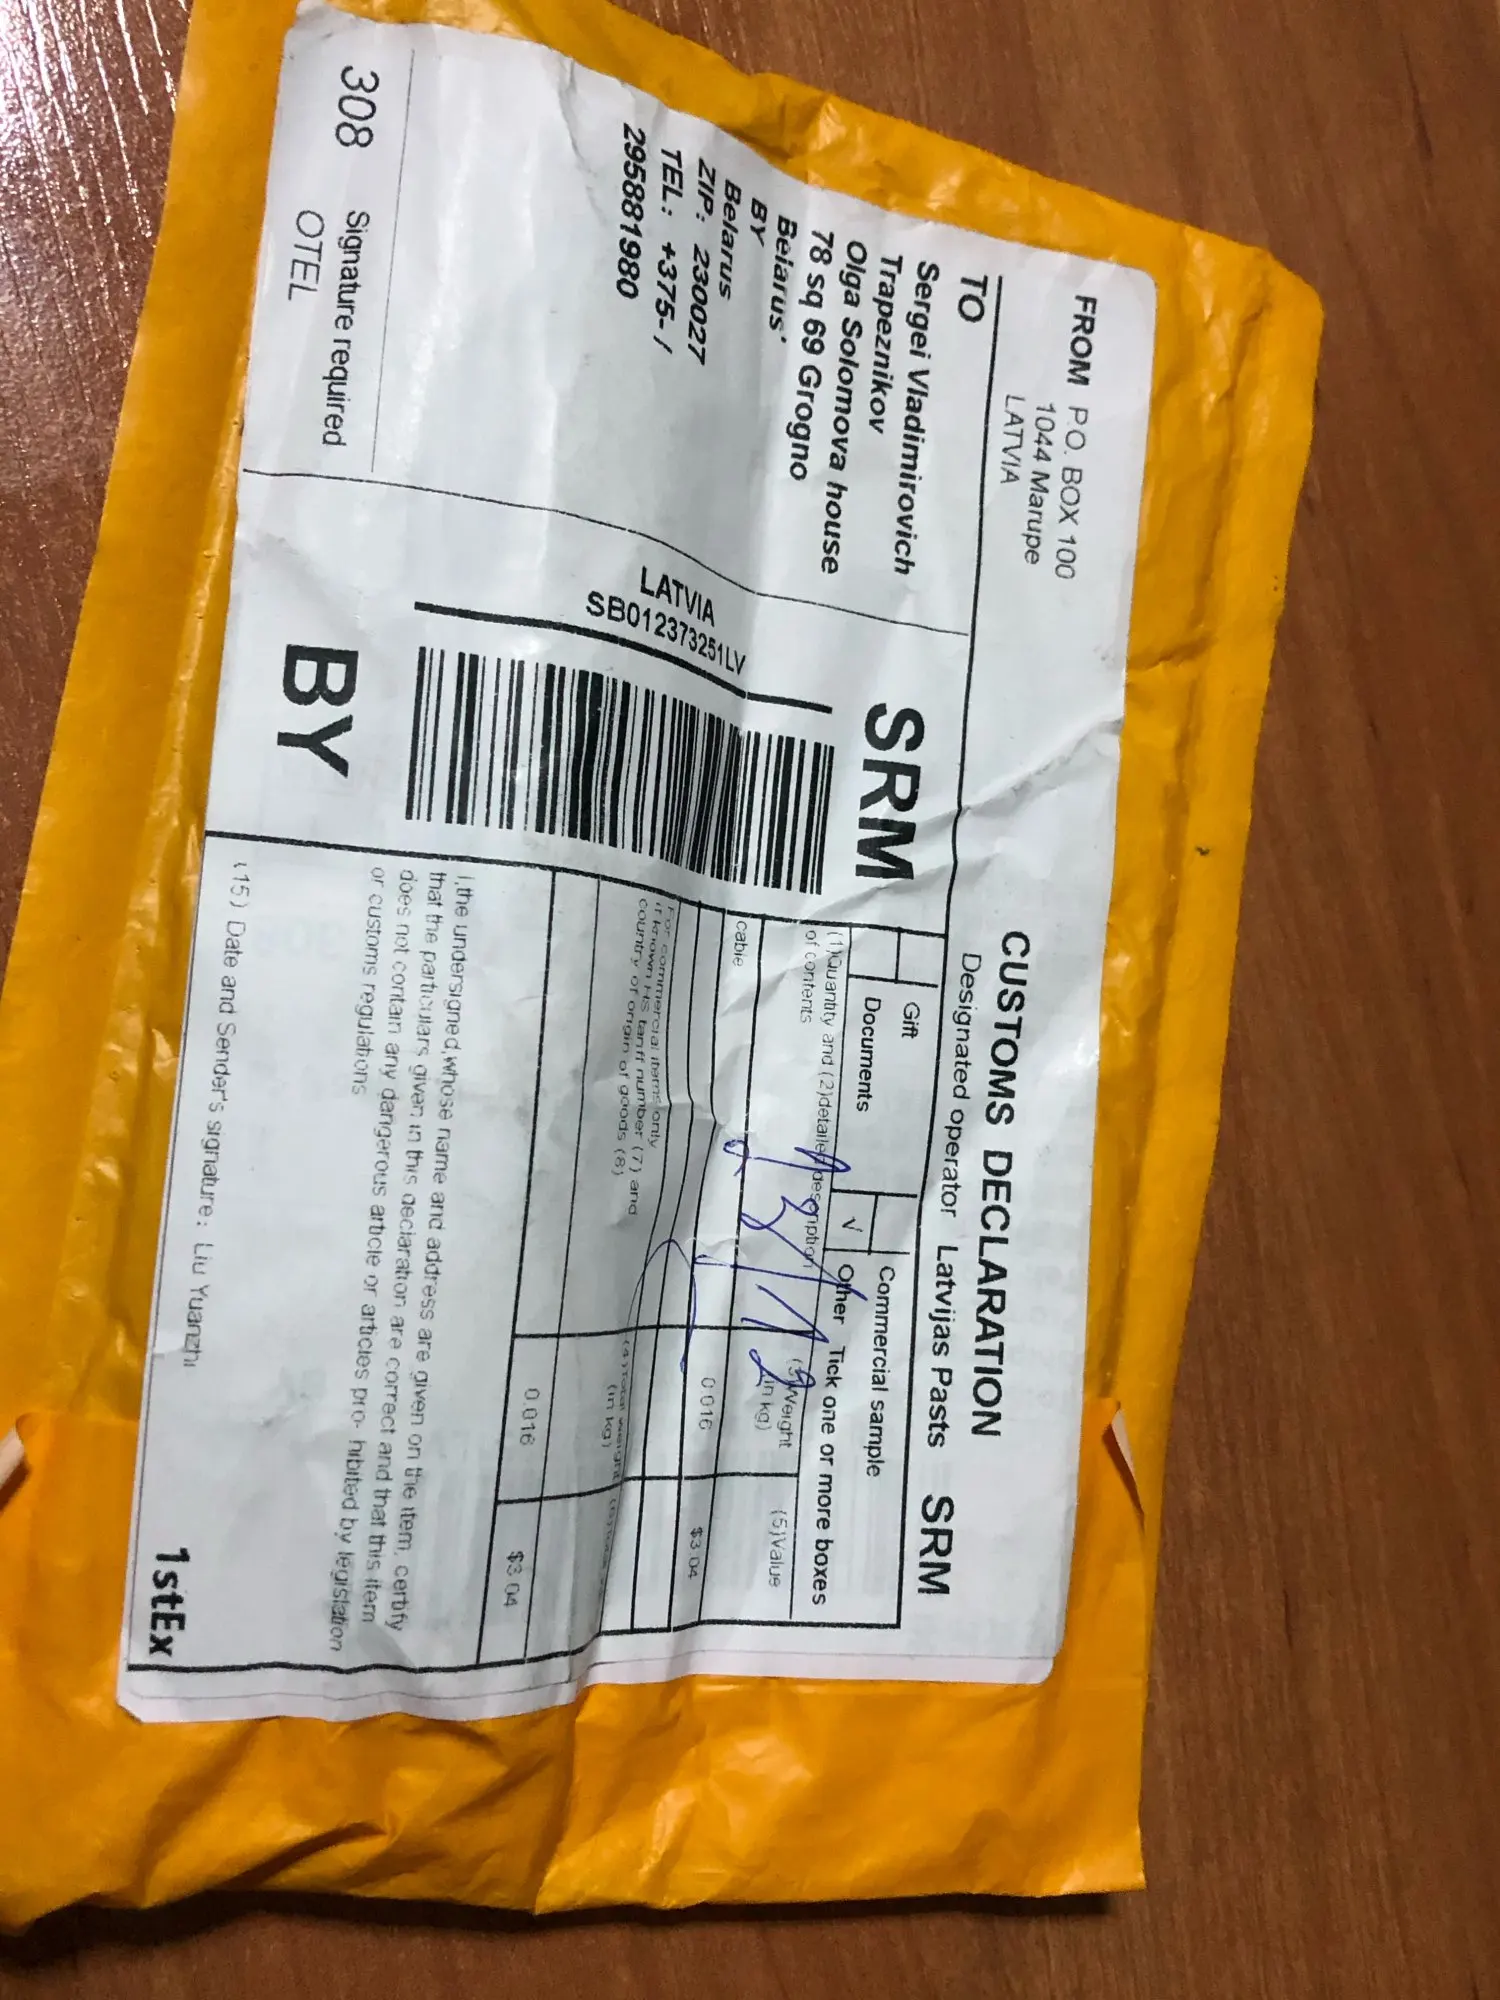 FROM P.O. BOX 100
1044 Marupe
LATVIA
TO
Sergei Vladimirovich
Trapeznikov
Olga Solomova house
78 sq 69 Grogno
Belarus
BY
Belarus
ZIP: 230027
TEL: +375- /
295881980
308 Signature required
OTEL
SRM
LATVIA
SB012373251LV
BY
CUSTOMS DECLARATION
Designated operator Latvijas Pasts SRM
Gift
Commercial sample
Documents
√ Other Tick one or more boxes
(1)Quantity and (2)detailed description
of contents
(3)Weight
(in kg)
(5)Value
cable
0.016
$3.04
For commercial items only
If known HS tariff number (7) and
country of origin of goods (8)
(4)Total weight
(in kg)
0.016
$3.04
I,the undersigned,whose name and address are given on the item, certify
that the particulars given in this declaration are correct and that this item
does not contain any dangerous article or articles pro- hibited by legislation
or customs regulations
(15) Date and Sender's signature: Liu Yuanzhi
1stEx